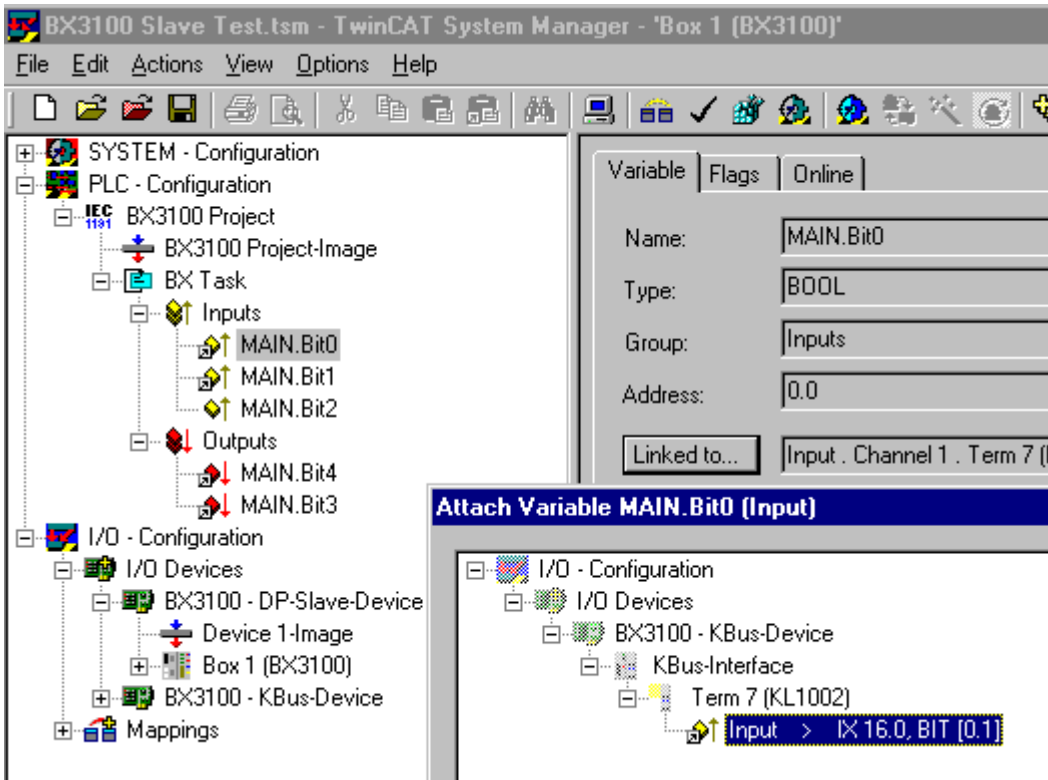 BX3100 Slave Test.tsm - TwinCAT System Manager - 'Box 1 (BX3100)'
File Edit Actions View Options Help
SYSTEM - Configuration
PLC - Configuration
IEC 1131 BX3100 Project
BX3100 Project-Image
BX Task
Inputs
MAIN.Bit0
MAIN.Bit1
MAIN.Bit2
Outputs
MAIN.Bit4
MAIN.Bit3
I/O - Configuration
I/O Devices
BX3100 - DP-Slave-Device
Device 1-Image
Box 1 (BX3100)
BX3100 - KBus-Device
Mappings
Variable Flags Online
Name: MAIN.Bit0
Type: BOOL
Group: Inputs
Address: 0.0
Linked to... Input . Channel 1 . Term 7 (
Attach Variable MAIN.Bit0 (Input)
I/O - Configuration
I/O Devices
BX3100 - KBus-Device
KBus-Interface
Term 7 (KL1002)
Input > IX 16.0, BIT [0.1]